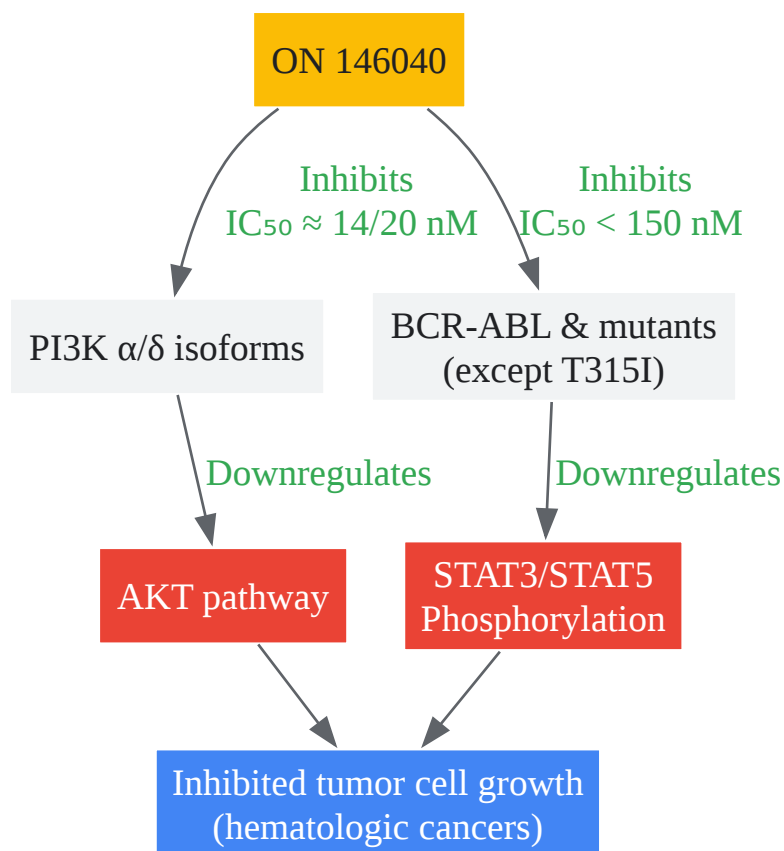 ON 146040
Inhibits
IC₅₀ ≈ 14/20 nM
Inhibits
IC₅₀ < 150 nM
PI3K α/δ isoforms
BCR-ABL & mutants
(except T315I)
Downregulates
Downregulates
AKT pathway
STAT3/STAT5
Phosphorylation
Inhibited tumor cell growth
(hematologic cancers)